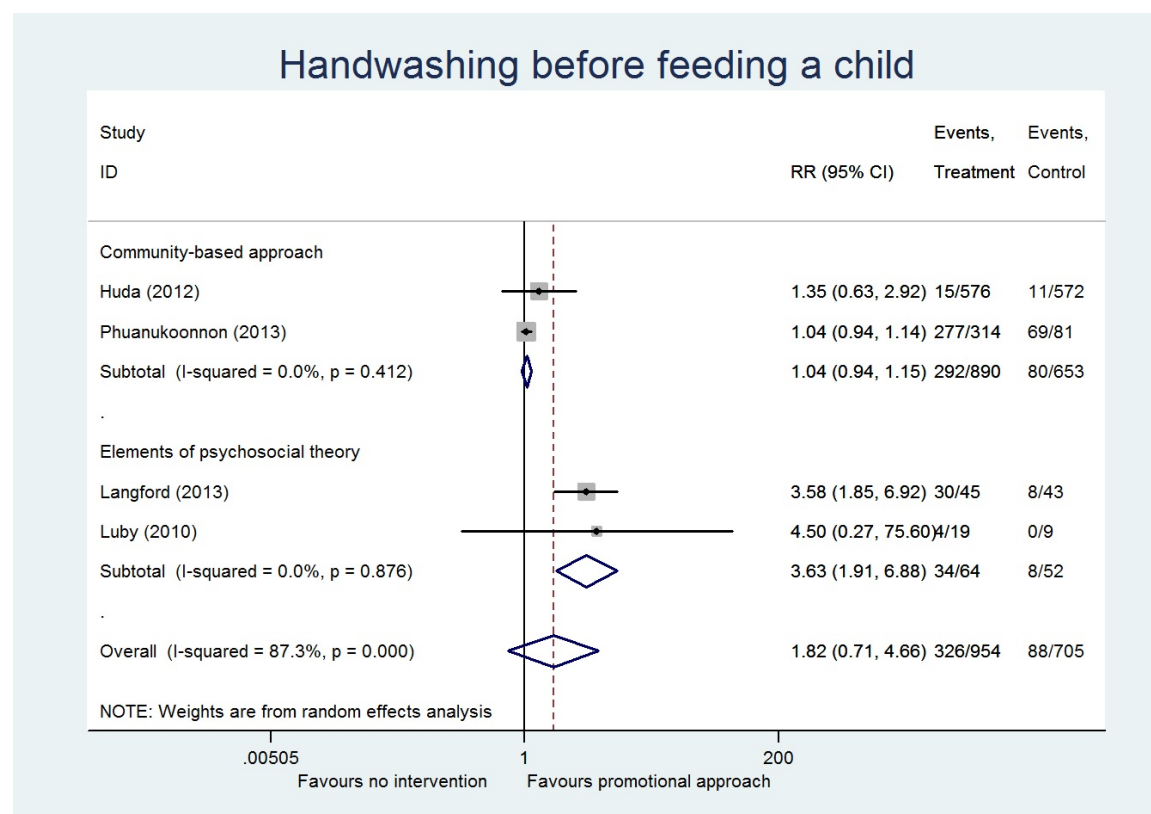 Handwashing before feeding a child
Study Events, Events,
ID RR (95% CI) Treatment Control
Community-based approach
Huda (2012) 1.35 (0.63, 2.92) 15/576 11/572
Phuanukoonnon (2013) 1.04 (0.94, 1.14) 277/314 69/81
Subtotal (I-squared = 0.0%, p = 0.412) 1.04 (0.94, 1.15) 292/890 80/653
.
Elements of psychosocial theory
Langford (2013) 3.58 (1.85, 6.92) 30/45 8/43
Luby (2010) 4.50 (0.27, 75.60) 4/19 0/9
Subtotal (I-squared = 0.0%, p = 0.876) 3.63 (1.91, 6.88) 34/64 8/52
.
Overall (I-squared = 87.3%, p = 0.000) 1.82 (0.71, 4.66) 326/954 88/705
NOTE: Weights are from random effects analysis
.00505 1 200
Favours no intervention Favours promotional approach